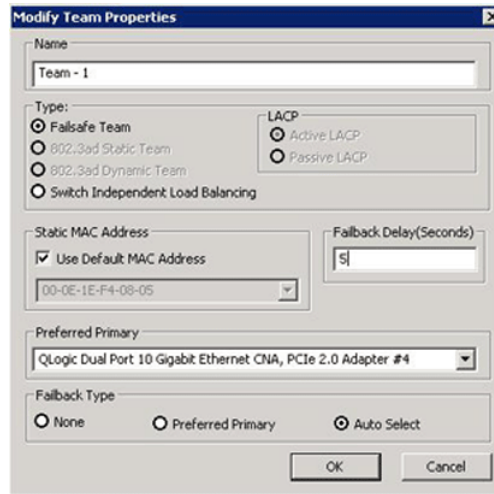 Modify Team Properties
Name
Team - 1
Type:
Failsafe Team
802.3ad Static Team
802.3ad Dynamic Team
Switch Independent Load Balancing
LACP
Active LACP
Passive LACP
Static MAC Address
Use Default MAC Address
00-0E-1E-F4-08-05
Failback Delay(Seconds)
5
Preferred Primary
QLogic Dual Port 10 Gigabit Ethernet CNA, PCIe 2.0 Adapter #4
Failback Type
None
Preferred Primary
Auto Select
OK
Cancel